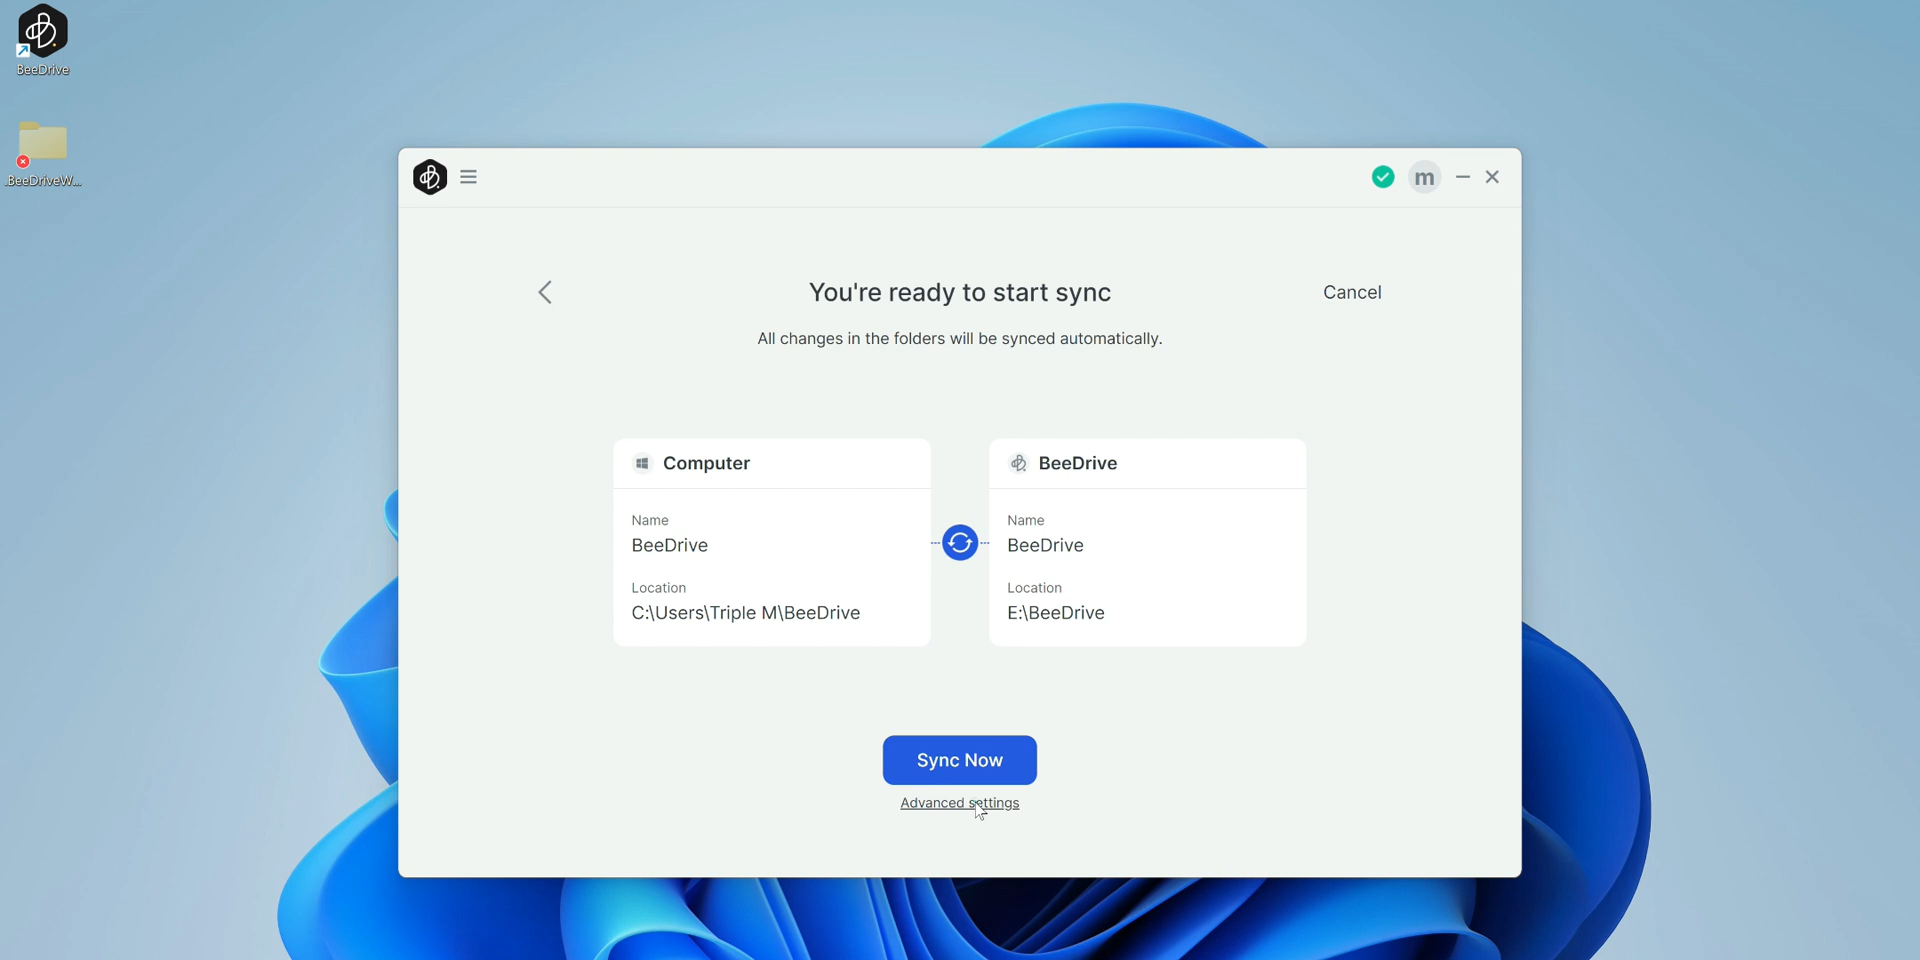 BeeDrive
.BeeDriveW...
m
You're ready to start sync
Cancel
All changes in the folders will be synced automatically.
Computer
Name
BeeDrive
Location
C:\Users\Triple M\BeeDrive
BeeDrive
Name
BeeDrive
Location
E:\BeeDrive
Sync Now
Advanced settings